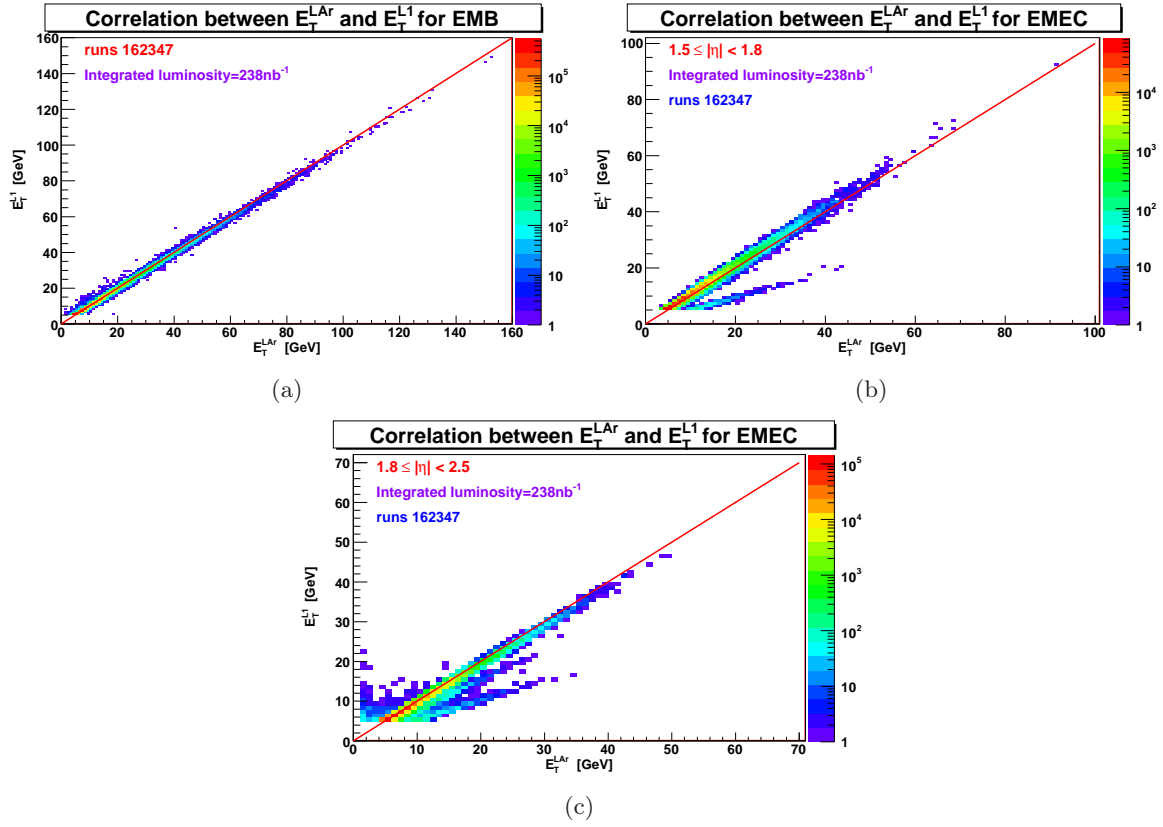 Correlation between E_T^LAr and E_T^L1 for EMB
runs 162347
Integrated luminosity=238nb^-1
E_T^L1 [GeV]
160
140
120
100
80
60
40
20
0
0 20 40 60 80 100 120 140 160
E_T^LAr [GeV]
10^5
10^4
10^3
10^2
10
1
(a)
Correlation between E_T^LAr and E_T^L1 for EMEC
1.5 ≤ |η| < 1.8
Integrated luminosity=238nb^-1
runs 162347
E_T^L1 [GeV]
100
80
60
40
20
0
0 20 40 60 80 100
E_T^LAr [GeV]
10^4
10^3
10^2
10
1
(b)
Correlation between E_T^LAr and E_T^L1 for EMEC
1.8 ≤ |η| < 2.5
Integrated luminosity=238nb^-1
runs 162347
E_T^L1 [GeV]
70
60
50
40
30
20
10
0
0 10 20 30 40 50 60 70
E_T^LAr [GeV]
10^5
10^4
10^3
10^2
10
1
(c)